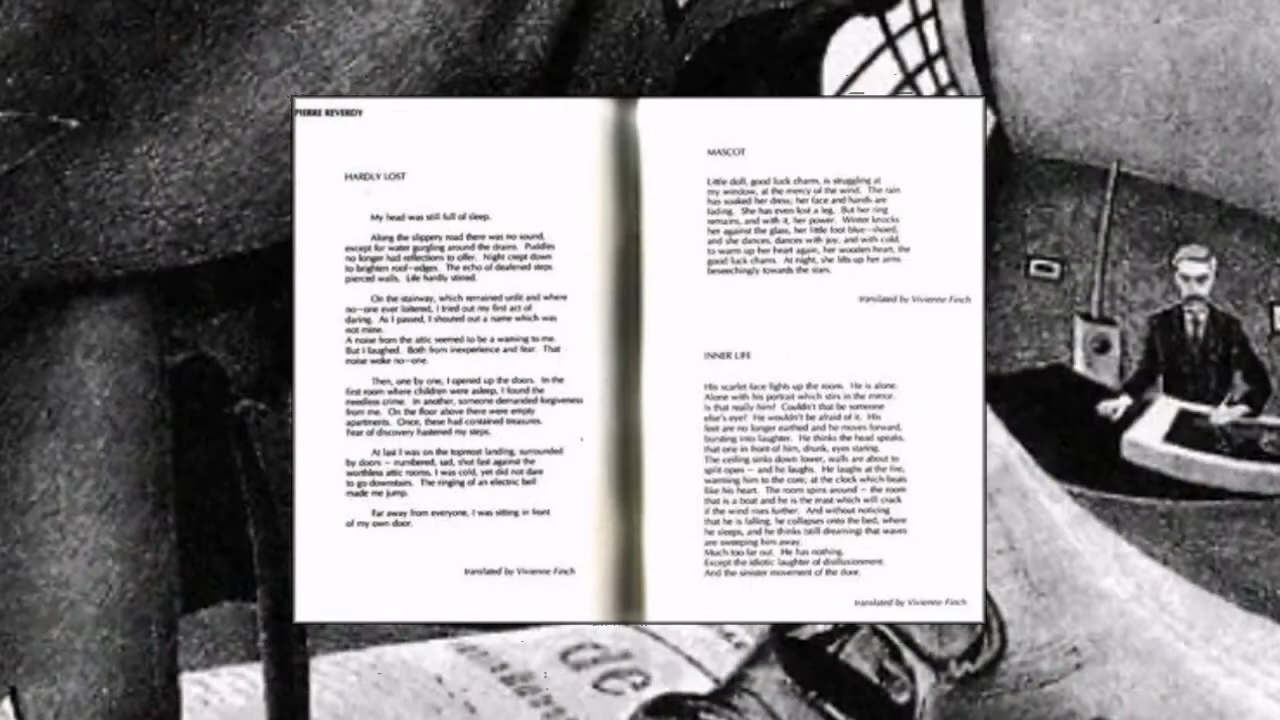 PIERRE REVERDY
HARDLY LOST
My head was still full of sleep.
Along the slippery road there was no sound,
except for water gurgling around the drains. Puddles
no longer had reflections to offer. Night crept down
to brighten roof-edges. The echo of deafened steps
pierced walls. Life hardly stirred.
On the stairway, which remained unlit and where
no-one ever loitered, I tried out my first act of
daring. As I passed, I shouted out a name which was
not mine.
A noise from the attic seemed to be a warning to me.
But I laughed. Both from inexperience and fear. That
noise woke no-one.
Then, one by one, I opened up the doors. In the
first room where children were asleep, I found the
needless crime. In another, someone demanded forgiveness
from me. On the floor above there were empty
apartments. Once, these had contained treasures.
Fear of discovery hastened my steps.
At last I was on the topmost landing, surrounded
by doors - numbered, sad, shut fast against the
worthless attic rooms. I was cold, yet did not dare
to go downstairs. The ringing of an electric bell
made me jump.
Far away from everyone, I was sitting in front
of my own door.
translated by Vivienne Finch
MASCOT
Little doll, good luck charm, is struggling at
my window, at the mercy of the wind. The rain
has soaked her dress, her face and hands are
fading. She has even lost a leg. But her ring
remains, and with it, her power. Winter knocks
her against the glass, her little foot blue-shoed,
and she dances, dances with joy, and with cold,
to warm up her heart again, her wooden heart, the
good luck charm. At night, she lifts up her arms
beseechingly towards the stars.
translated by Vivienne Finch
INNER LIFE
His scarlet face lights up the room. He is alone.
Alone with his portrait which stirs in the mirror.
Is that really him? Couldn't that be someone
else's eye? He wouldn't be afraid of it. His
feet are no longer earthed and he moves forward,
bursting into laughter. He thinks the head speaks,
that one in front of him, drunk, eyes staring.
The ceiling sinks down lower, walls are about to
split open - and he laughs. He laughs at the fire,
warming him to the core; at the clock which beats
like his heart. The room spins around - the room
that is a boat and he is the mast which will crack
if the wind rises further. And without noticing
that he is falling, he collapses onto the bed, where
he sleeps, and he thinks (still dreaming) that waves
are sweeping him away.
Much too far out. He has nothing.
Except the idiotic laughter of disillusionment.
And the sinister movement of the door.
translated by Vivienne Finch
de